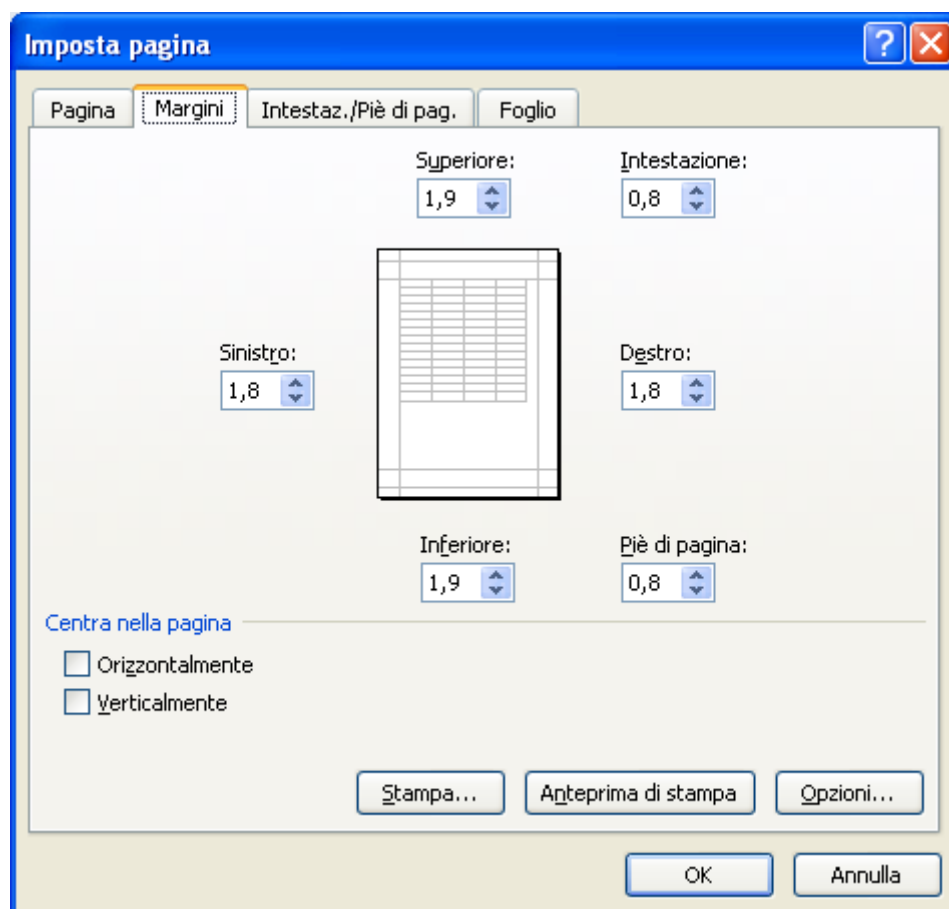 Imposta pagina
Pagina
Margini
Intestaz./Piè di pag.
Foglio
Superiore:
1,9
Intestazione:
0,8
Sinistro:
1,8
Destro:
1,8
Inferiore:
1,9
Piè di pagina:
0,8
Centra nella pagina
Orizzontalmente
Verticalmente
Stampa...
Anteprima di stampa
Opzioni...
OK
Annulla